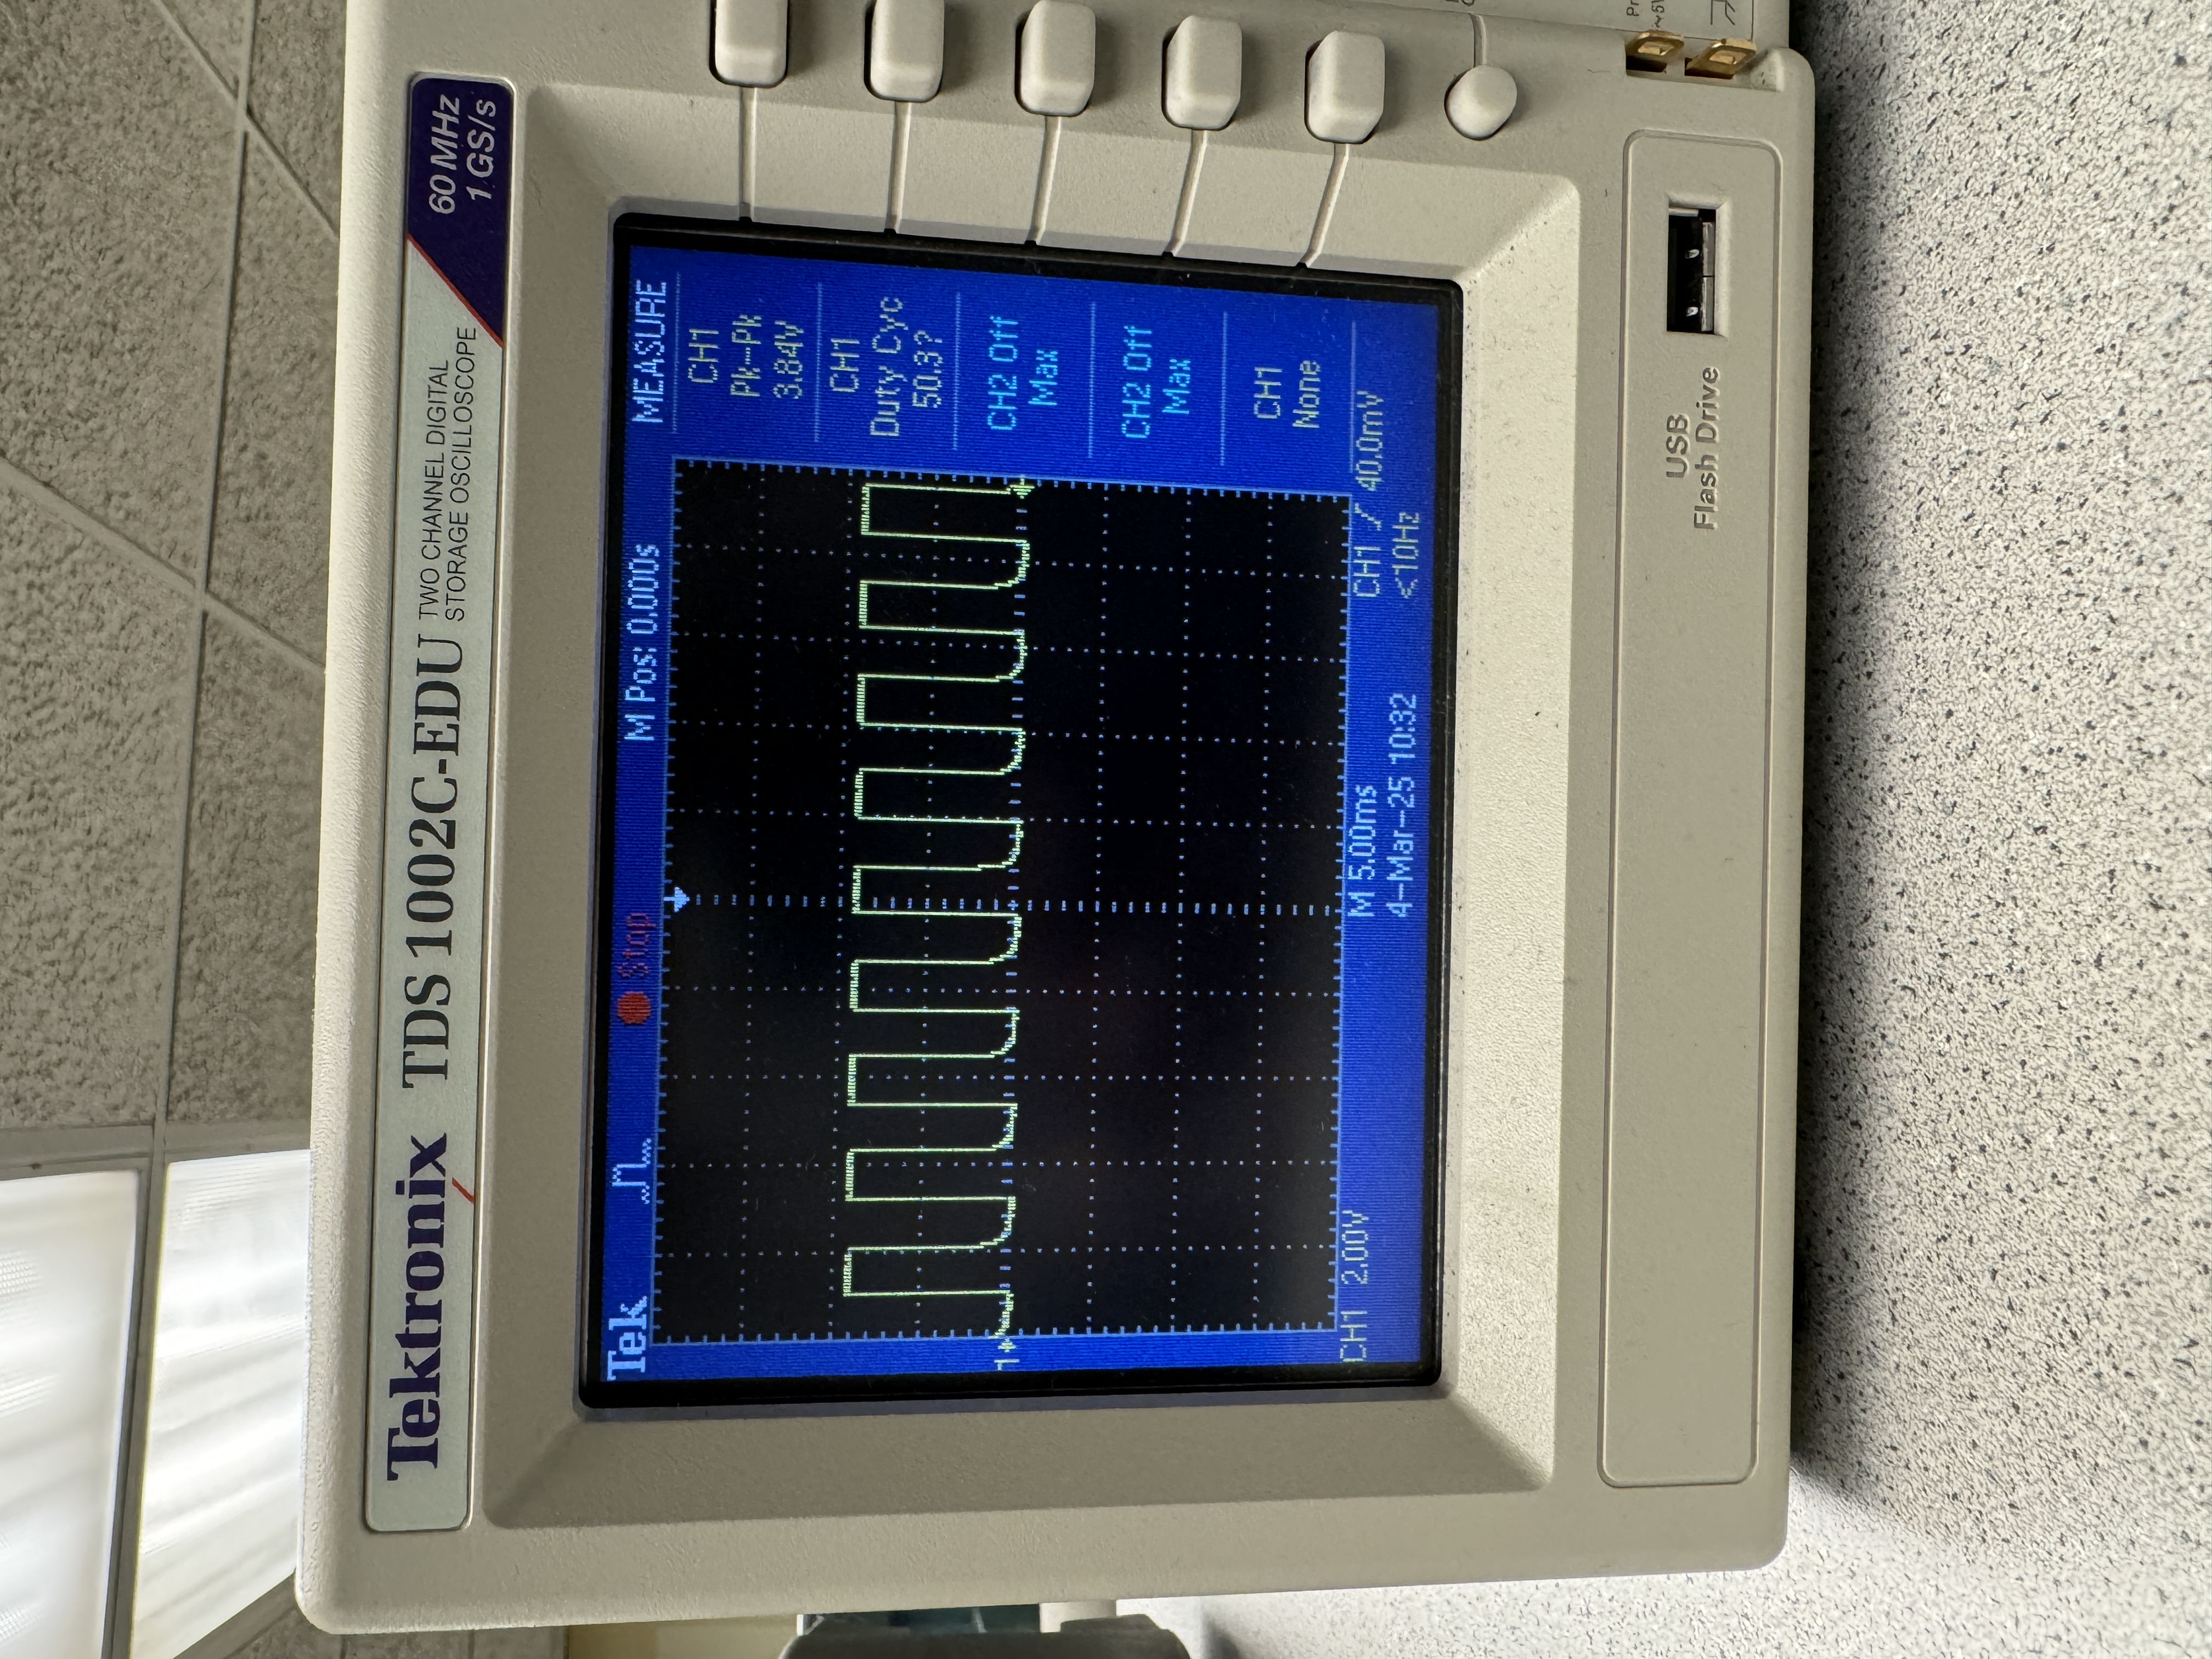 Tektronix TDS 1002C-EDU TWO CHANNEL DIGITAL
STORAGE OSCILLOSCOPE
60 MHz
1 GS/s
Tek Stop M Pos: 0.000s MEASURE
CH1
Pk-Pk
3.84V
CH1
Duty Cyc
50.3?
CH2 Off
Max
CH2 Off
Max
CH1
None
1
CH1 2.00V M 5.00ms CH1 40.0mV
4-Mar-25 10:32 <10Hz
USB
Flash Drive
~5V